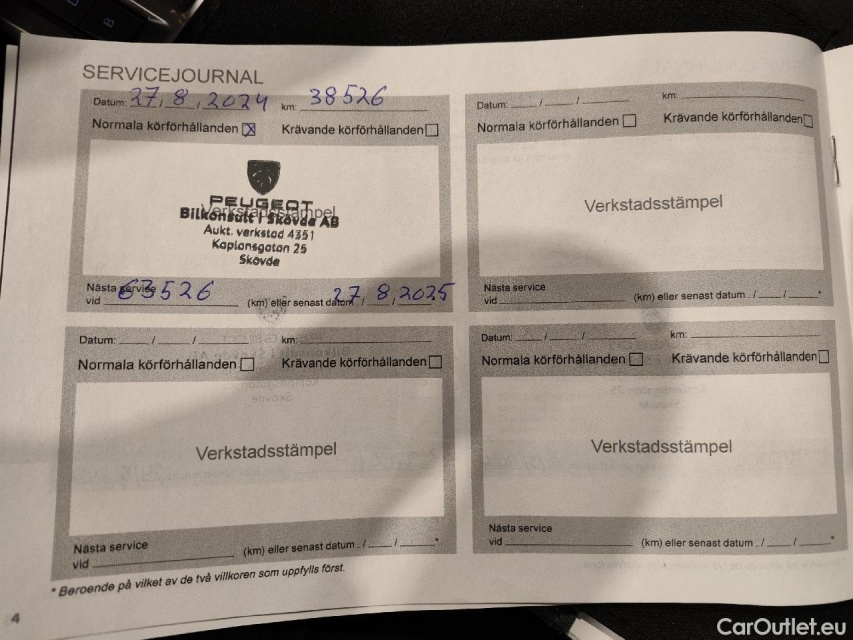 SERVICEJOURNAL
Datum: 27, 8, 2024 km: 38526
Normala körförhållanden ☒ Krävande körförhållanden ☐
PEUGEOT
Verkstadsstämpel
Bilkonsult i Skövde AB
Aukt. verkstad 4351
Kaplansgatan 25
Skövde
Nästa service
vid 63526 (km) eller senast datum 27 8, 2025
Datum: ___/___/___ km:
Normala körförhållanden ☐ Krävande körförhållanden ☐
Verkstadsstämpel
Nästa service
vid ___ (km) eller senast datum ./___/___*
Datum: ___/___/___ km:
Normala körförhållanden ☐ Krävande körförhållanden ☐
Verkstadsstämpel
Nästa service
vid ___ (km) eller senast datum ./___/___*
Datum: ___/___/___ km:
Normala körförhållanden ☐ Krävande körförhållanden ☐
Verkstadsstämpel
Nästa service
vid ___ (km) eller senast datum ./___/___*
* Beroende på vilket av de två villkoren som uppfylls först.
4
CarOutlet.eu